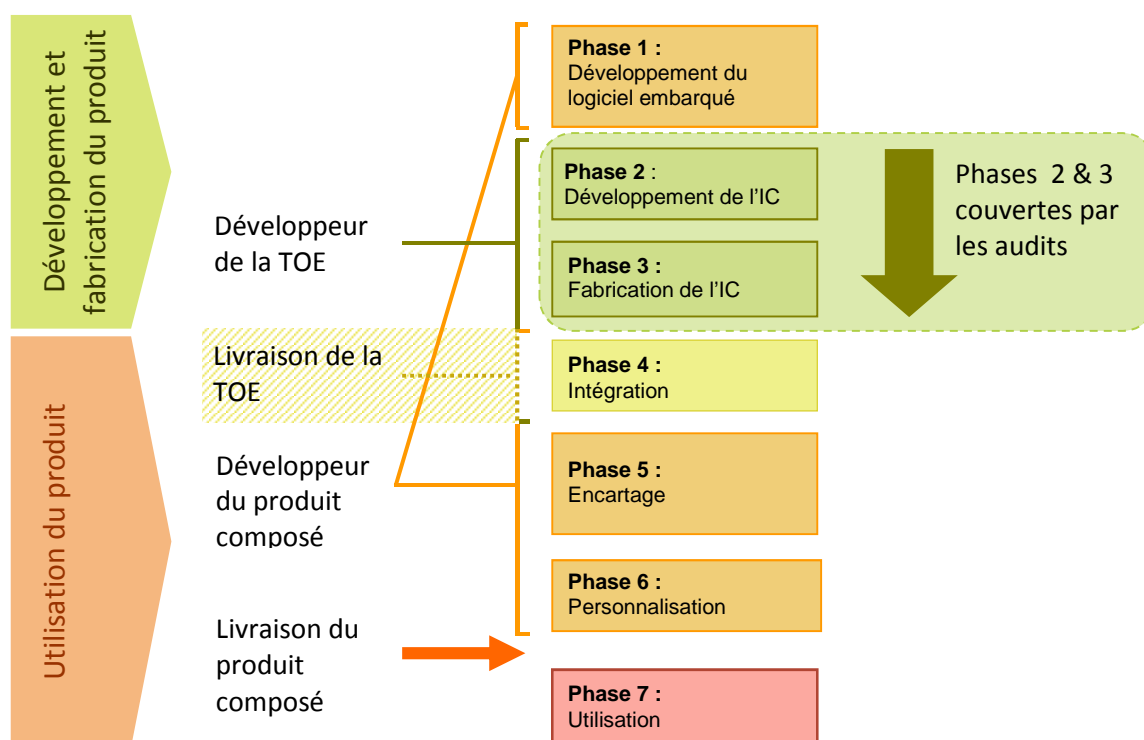 Développement et
fabrication du produit
Utilisation du produit
Développeur
de la TOE
Livraison de la
TOE
Développeur
du produit
composé
Livraison du
produit
composé
Phase 1 :
Développement du
logiciel embarqué
Phase 2 :
Développement de l’IC
Phase 3 :
Fabrication de l’IC
Phases 2 & 3
couvertes par
les audits
Phase 4 :
Intégration
Phase 5 :
Encartage
Phase 6 :
Personnalisation
Phase 7 :
Utilisation